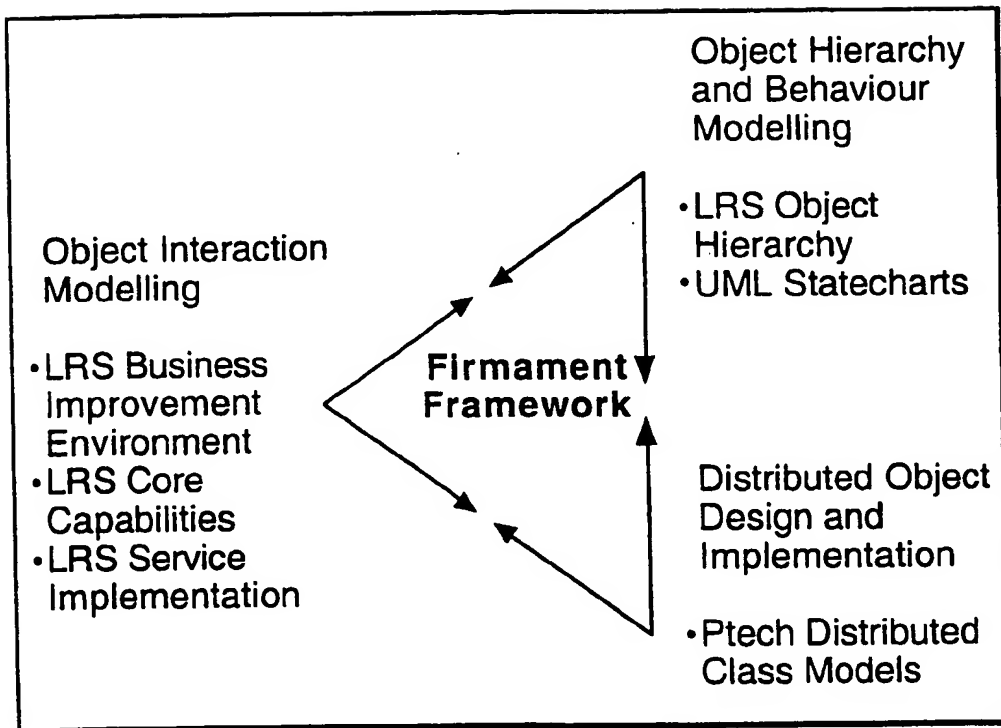 Object Hierarchy
and Behaviour
Modelling
•LRS Object
Hierarchy
•UML Statecharts
Object Interaction
Modelling
•LRS Business
Improvement
Environment
•LRS Core
Capabilities
•LRS Service
Implementation
Firmament
Framework
Distributed Object
Design and
Implementation
•Ptech Distributed
Class Models